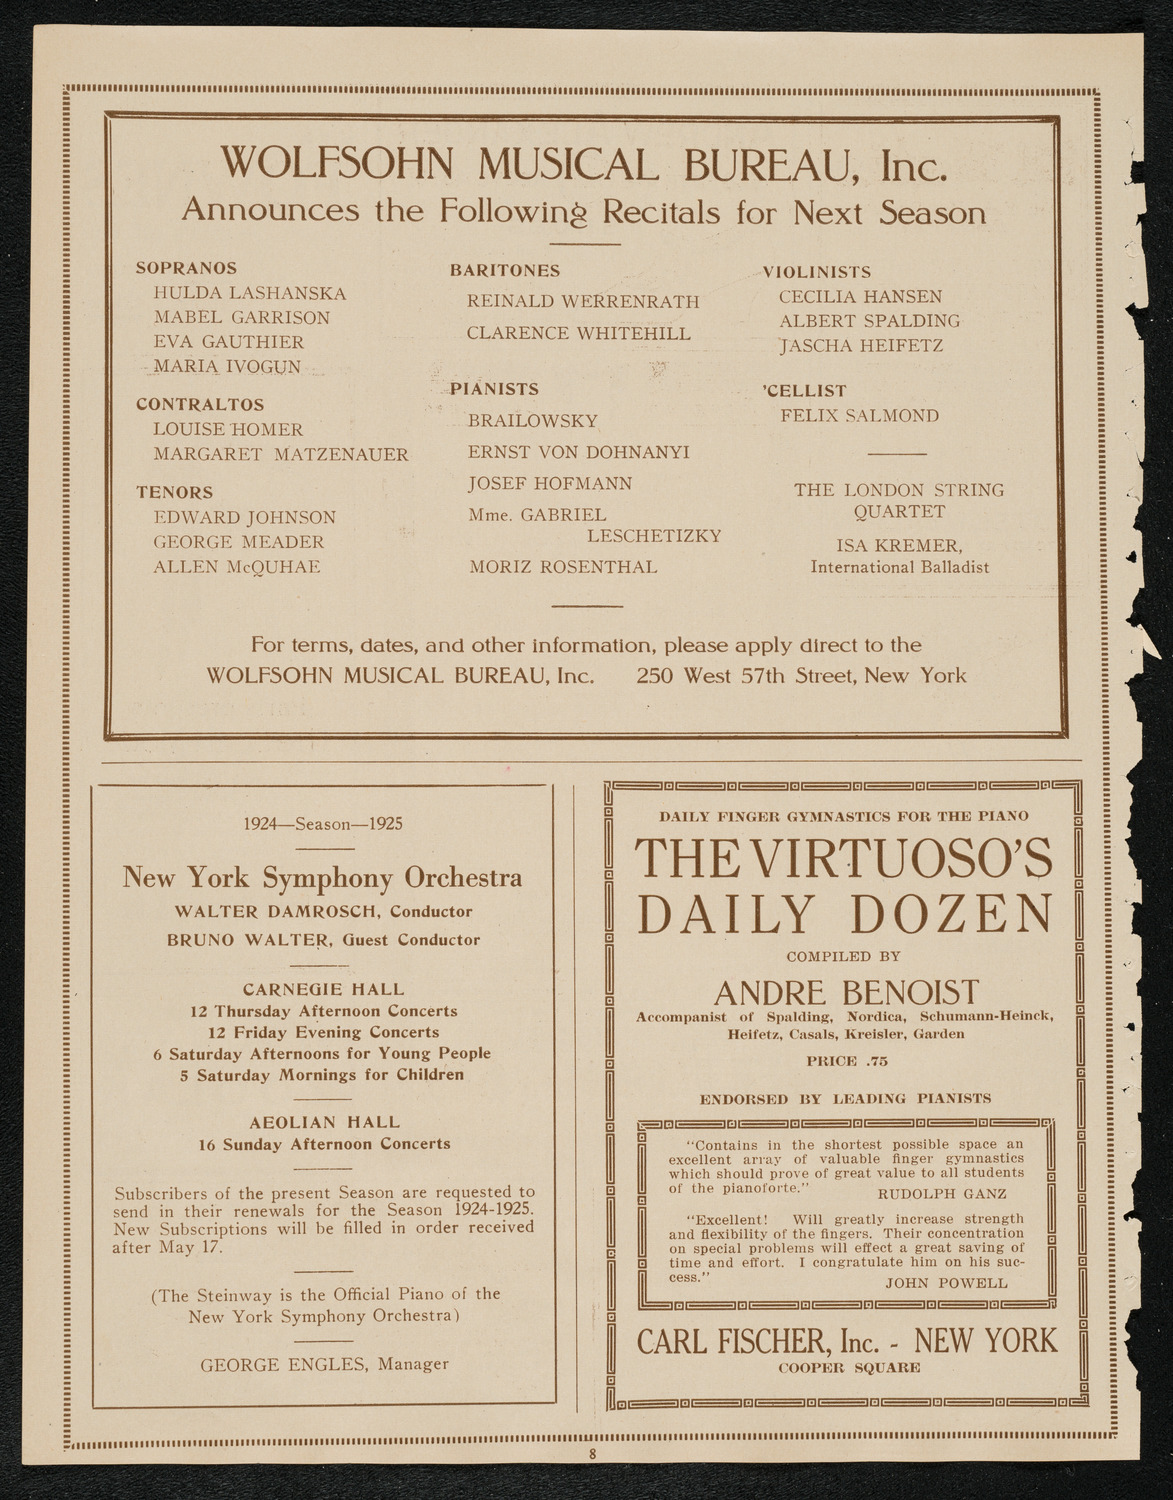 WOLFSOHN MUSICAL BUREAU, Inc.
Announces the Following Recitals for Next Season
SOPRANOS
HULDA LASHANSKA
MABEL GARRISON
EVA GAUTHIER
MARIA IVOGUN
CONTRALTOS
LOUISE HOMER
MARGARET MATZENAUER
TENORS
EDWARD JOHNSON
GEORGE MEADER
ALLEN McQUHAE
BARITONES
REINALD WERRENRATH
CLARENCE WHITEHILL
PIANISTS
BRAILOWSKY
ERNST VON DOHNANYI
JOSEF HOFMANN
Mme. GABRIEL
LESCHETIZKY
MORIZ ROSENTHAL
VIOLINISTS
CECILIA HANSEN
ALBERT SPALDING
JASCHA HEIFETZ
'CELLIST
FELIX SALMOND
THE LONDON STRING
QUARTET
ISA KREMER,
International Balladist
For terms, dates, and other information, please apply direct to the
WOLFSOHN MUSICAL BUREAU, Inc. 250 West 57th Street, New York
1924—Season—1925
New York Symphony Orchestra
WALTER DAMROSCH, Conductor
BRUNO WALTER, Guest Conductor
CARNEGIE HALL
12 Thursday Afternoon Concerts
12 Friday Evening Concerts
6 Saturday Afternoons for Young People
5 Saturday Mornings for Children
AEOLIAN HALL
16 Sunday Afternoon Concerts
Subscribers of the present Season are requested to
send in their renewals for the Season 1924-1925.
New Subscriptions will be filled in order received
after May 17.
(The Steinway is the Official Piano of the
New York Symphony Orchestra)
GEORGE ENGLES, Manager
DAILY FINGER GYMNASTICS FOR THE PIANO
THE VIRTUOSO'S
DAILY DOZEN
COMPILED BY
ANDRE BENOIST
Accompanist of Spalding, Nordica, Schumann-Heinck,
Heifetz, Casals, Kreisler, Garden
PRICE .75
ENDORSED BY LEADING PIANISTS
"Contains in the shortest possible space an
excellent array of valuable finger gymnastics
which should prove of great value to all students
of the pianoforte." RUDOLPH GANZ
"Excellent! Will greatly increase strength
and flexibility of the fingers. Their concentration
on special problems will effect a great saving of
time and effort. I congratulate him on his suc-
cess." JOHN POWELL
CARL FISCHER, Inc. - NEW YORK
COOPER SQUARE
8